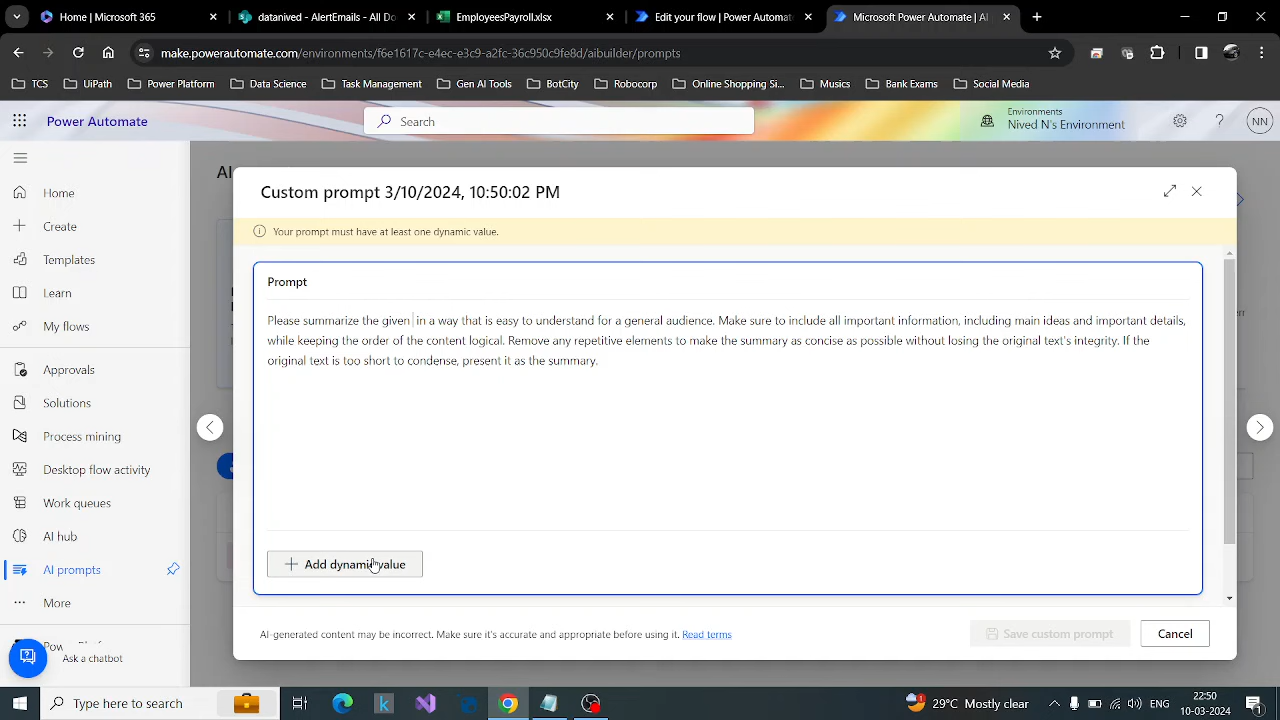 Home | Microsoft 365
datanived - AlertEmails - All Do
EmployeesPayroll.xlsx
Edit your flow | Power Automat
Microsoft Power Automate | AI
make.powerautomate.com/environments/f6e1617c-e4ec-e3c9-a2fc-36c950c9fe8d/aibuilder/prompts
TCS
UiPath
Power Platform
Data Science
Task Management
Gen AI Tools
BotCity
Robocorp
Online Shopping Si...
Musics
Bank Exams
Social Media
Power Automate
Search
Environments
Nived N's Environment
NN
Home
Create
Templates
Learn
My flows
Approvals
Solutions
Process mining
Desktop flow activity
Work queues
AI hub
AI prompts
More
Ask a chatbot
AI
Custom prompt 3/10/2024, 10:50:02 PM
Your prompt must have at least one dynamic value.
Prompt
Please summarize the given in a way that is easy to understand for a general audience. Make sure to include all important information, including main ideas and important details,
while keeping the order of the content logical. Remove any repetitive elements to make the summary as concise as possible without losing the original text's integrity. If the
original text is too short to condense, present it as the summary.
Add dynamic value
AI-generated content may be incorrect. Make sure it's accurate and appropriate before using it. Read terms
Save custom prompt
Cancel
Type here to search
29°C Mostly clear
ENG
22:50
10-03-2024